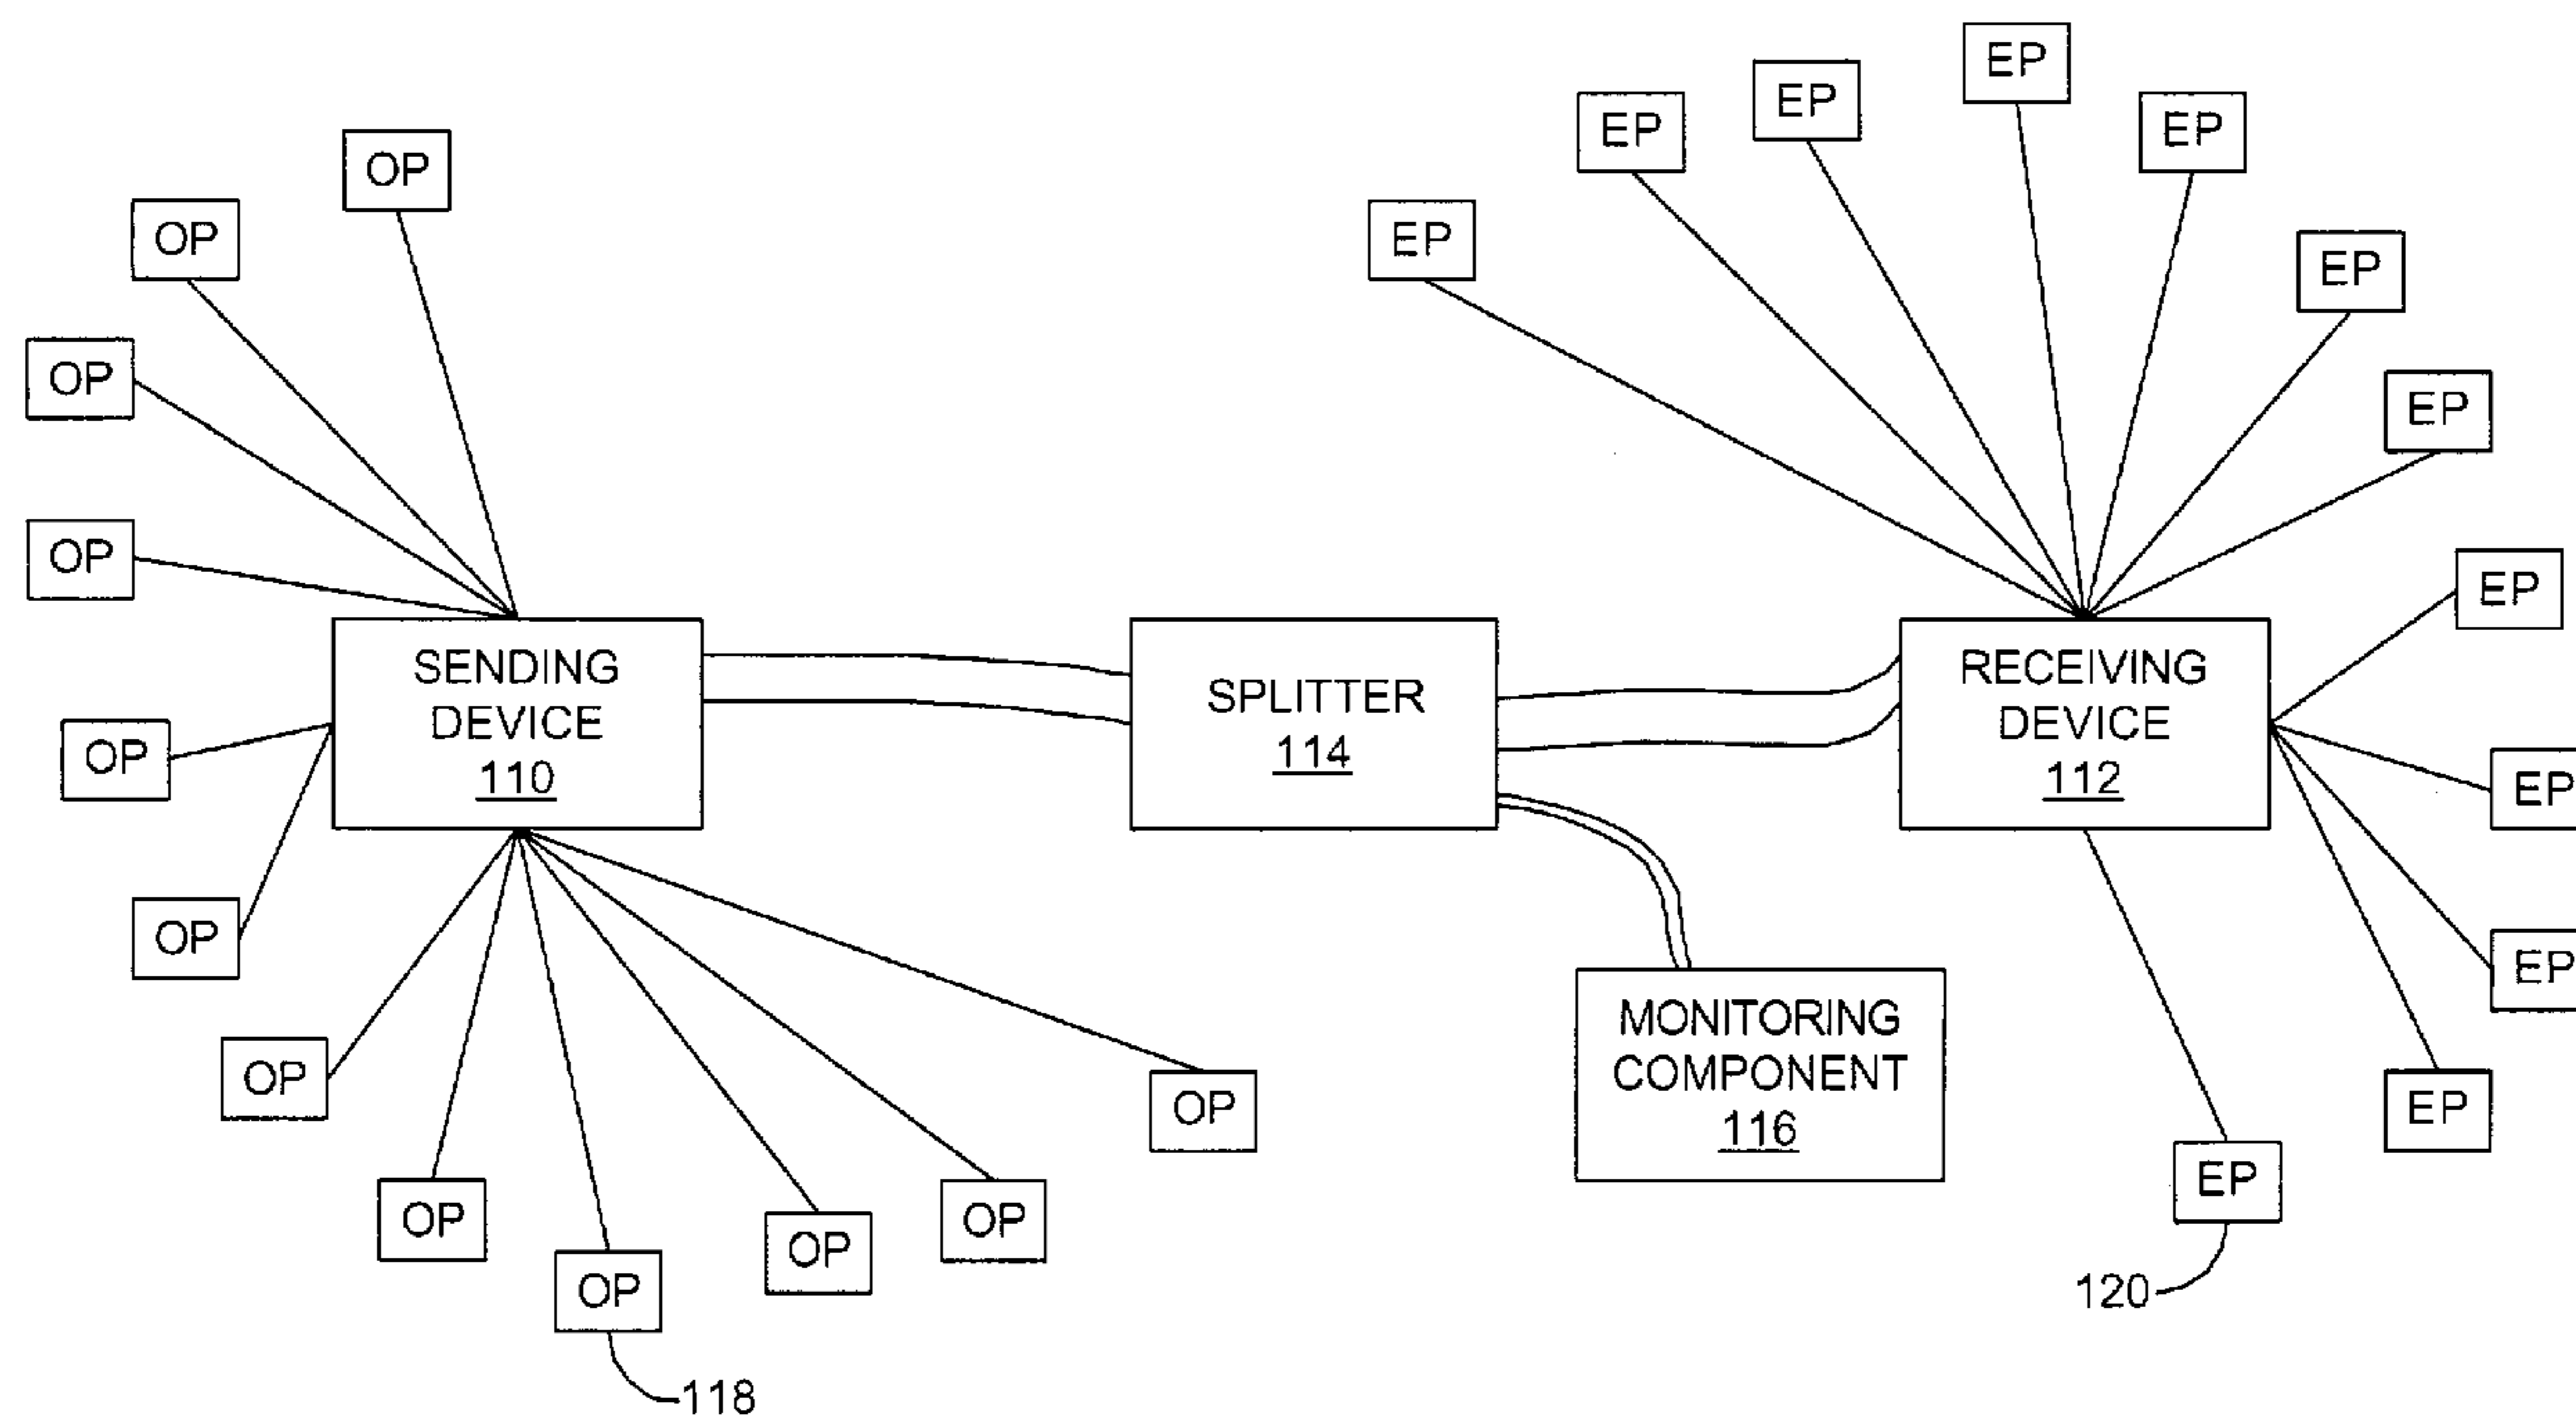 EP
EP
EP
EP
OP
EP
OP
EP
EP
OP
EP
OP
EP
SENDING
DEVICE
110
SPLITTER
114
RECEIVING
DEVICE
112
OP
EP
OP
EP
MONITORING
COMPONENT
116
OP
OP
EP
EP
OP
OP
OP
OP
120
118